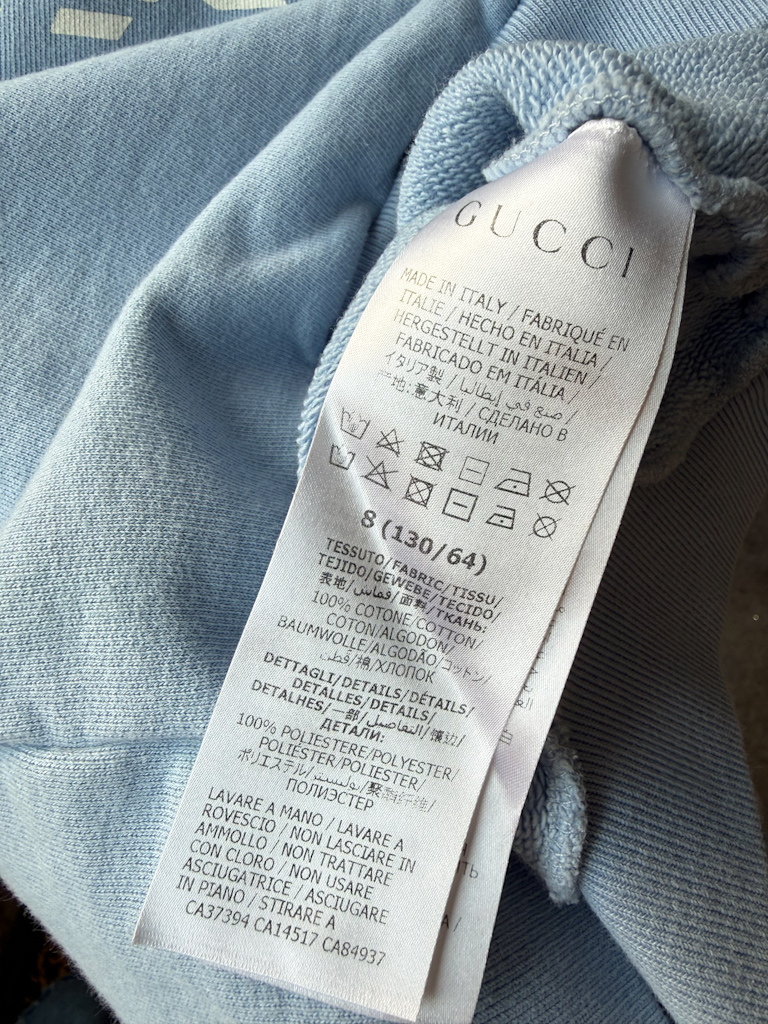 GUCCI
MADE IN ITALY / FABRIQUÉ EN
ITALIE / HECHO EN ITALIA /
HERGESTELLT IN ITALIEN /
FABRICADO EM ITÁLIA /
イタリア製 / صنع في إيطاليا /
产地:意大利 / СДЕЛАНО В
ИТАЛИИ
8 (130/64)
TESSUTO/FABRIC/TISSU/
TEJIDO/GEWEBE/TECIDO/
表地/قماش/面料/ТКАНЬ:
100% COTONE/COTTON/
COTON/ALGODÓN/
BAUMWOLLE/ALGODÃO/コットン/
قطن/棉/ХЛОПОК
DETTAGLI/DETAILS/DÉTAILS/
DETALLES/DETAILS/
DETALHES/一部/التفاصيل/镶边/
ДЕТАЛИ:
100% POLIESTERE/POLYESTER/
POLYESTER/POLIÉSTER/
ポリエステル/بوليستر/聚酯纤维/
ПОЛИЭСТЕР
LAVARE A MANO / LAVARE A
ROVESCIO / NON LASCIARE IN
AMMOLLO / NON TRATTARE
CON CLORO / NON USARE
ASCIUGATRICE / ASCIUGARE
IN PIANO / STIRARE A
CA37394 CA14517 CA84937